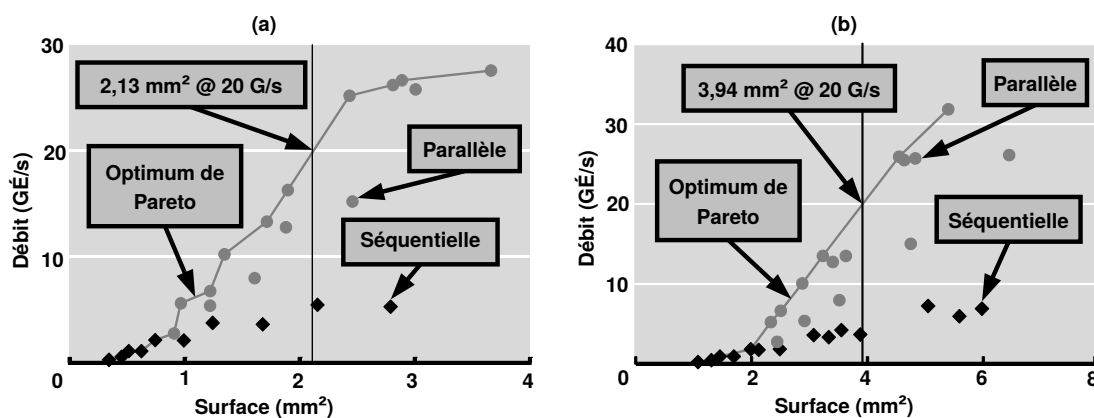 (a)
30
20
10
0
1
2
3
4
Débit (GÉ/s)
Surface (mm²)
2,13 mm² @ 20 G/s
Optimum de
Pareto
Parallèle
Séquentielle
(b)
40
30
20
10
0
0
2
4
6
8
Débit (GÉ/s)
Surface (mm²)
3,94 mm² @ 20 G/s
Optimum de
Pareto
Parallèle
Séquentielle